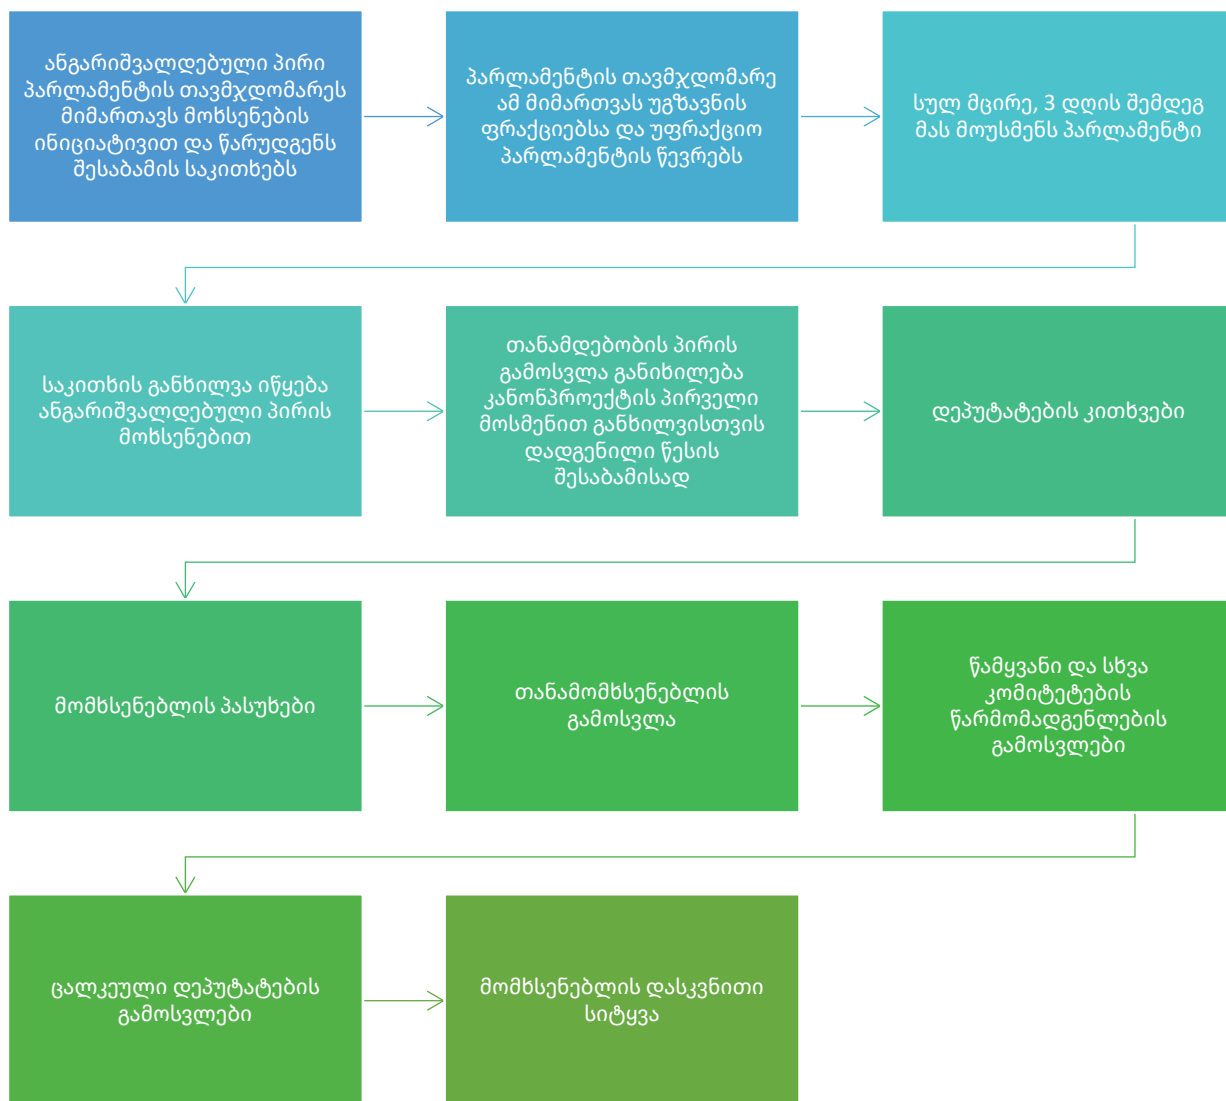 ანგარიშვალდებული პირი
პარლამენტის თავმჯდომარეს
მიმართავს მოხსენების
ინიციატივით და წარუდგენს
შესაბამის საკითხებს
პარლამენტის თავმჯდომარე
ამ მიმართვას უგზავნის
ფრაქციებსა და უფრაქციო
პარლამენტის წევრებს
სულ მცირე, 3 დღის შემდეგ
მას მოუსმენს პარლამენტი
საკითხის განხილვა იწყება
ანგარიშვალდებული პირის
მოხსენებით
თანამდებობის პირის
გამოსვლა განიხილება
კანონპროექტის პირველი
მოსმენით განხილვისთვის
დადგენილი წესის
შესაბამისად
დეპუტატების კითხვები
მომხსენებლის პასუხები
თანამომხსენებლის
გამოსვლა
წამყვანი და სხვა
კომიტეტების
წარმომადგენლების
გამოსვლები
ცალკეული დეპუტატების
გამოსვლები
მომხსენებლის დასკვნითი
სიტყვა